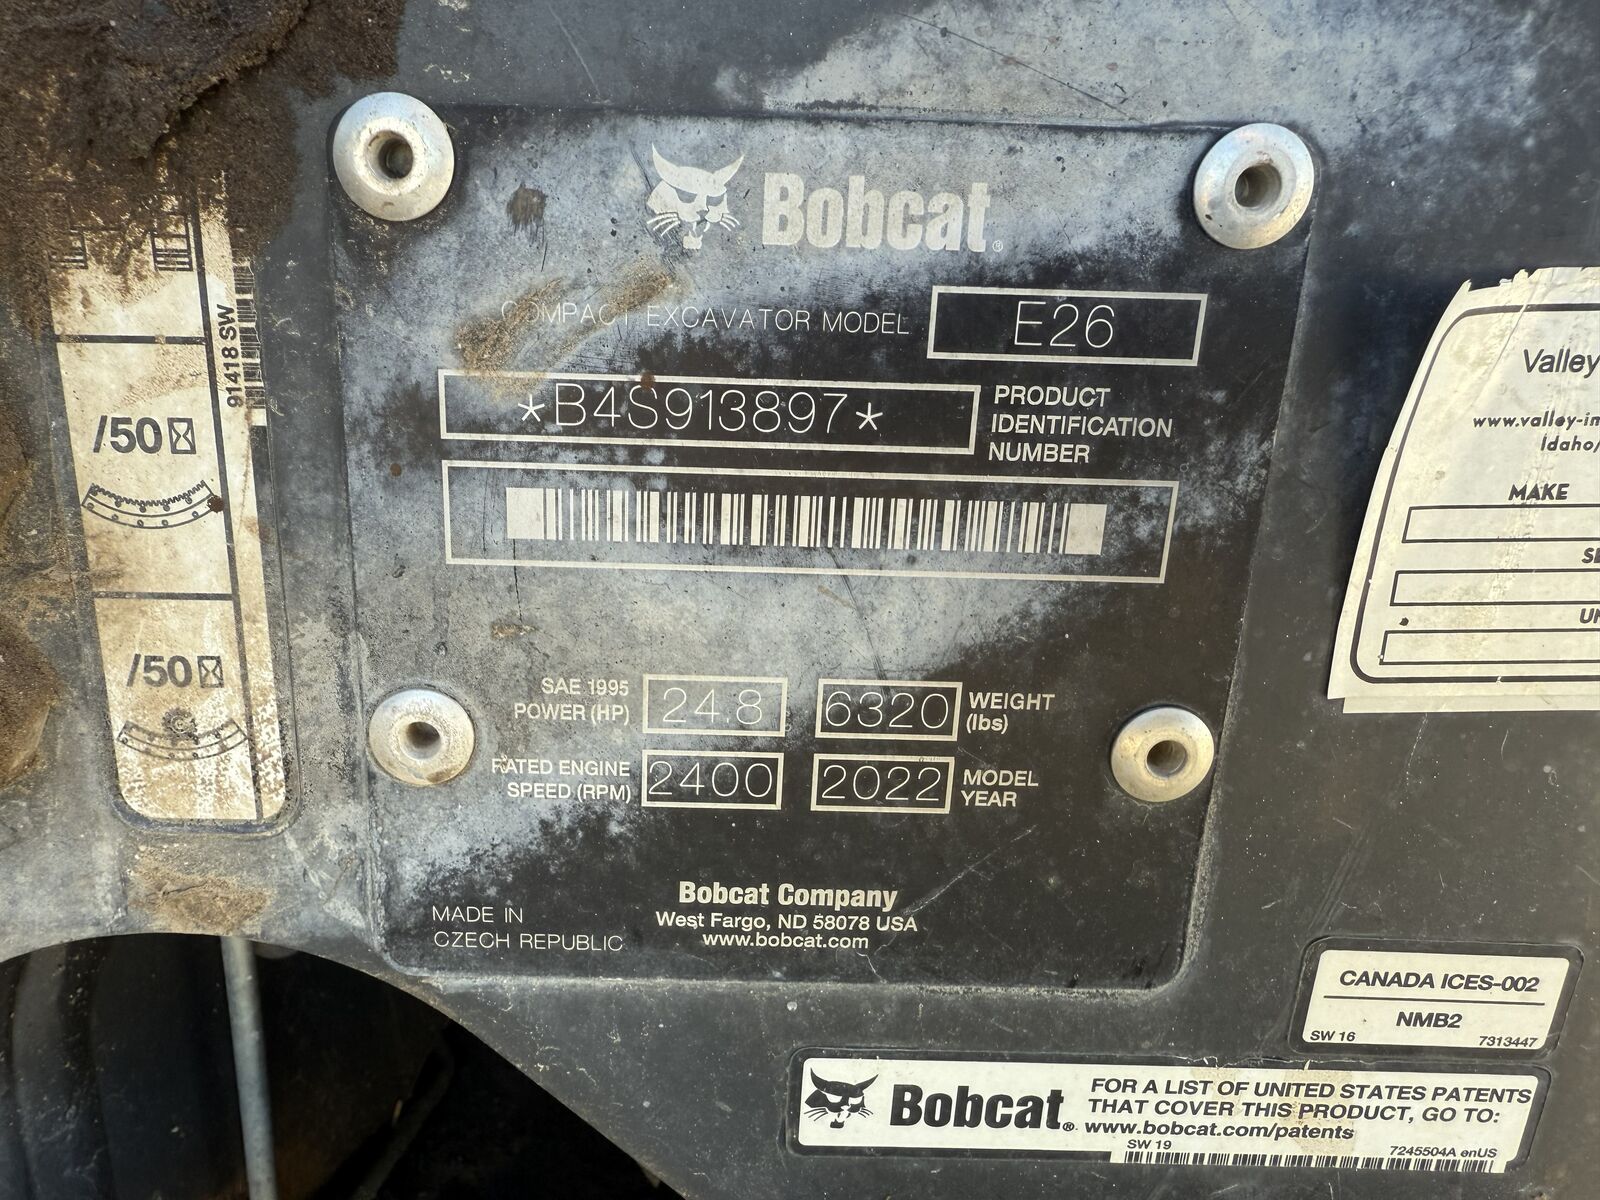 Bobcat®
COMPACT EXCAVATOR MODEL E26
*B4S913897*
PRODUCT
IDENTIFICATION
NUMBER
SAE 1995
POWER (HP) 24.8
6320 WEIGHT
(lbs)
RATED ENGINE
SPEED (RPM) 2400
2022 MODEL
YEAR
Bobcat Company
West Fargo, ND 58078 USA
www.bobcat.com
MADE IN
CZECH REPUBLIC
91418 SW
/50
/50
Valley
www.valley-in
Idaho/
MAKE
CANADA ICES-002
NMB2
SW 16 7313447
Bobcat®
FOR A LIST OF UNITED STATES PATENTS
THAT COVER THIS PRODUCT, GO TO:
www.bobcat.com/patents
SW 19 7245504A enUS